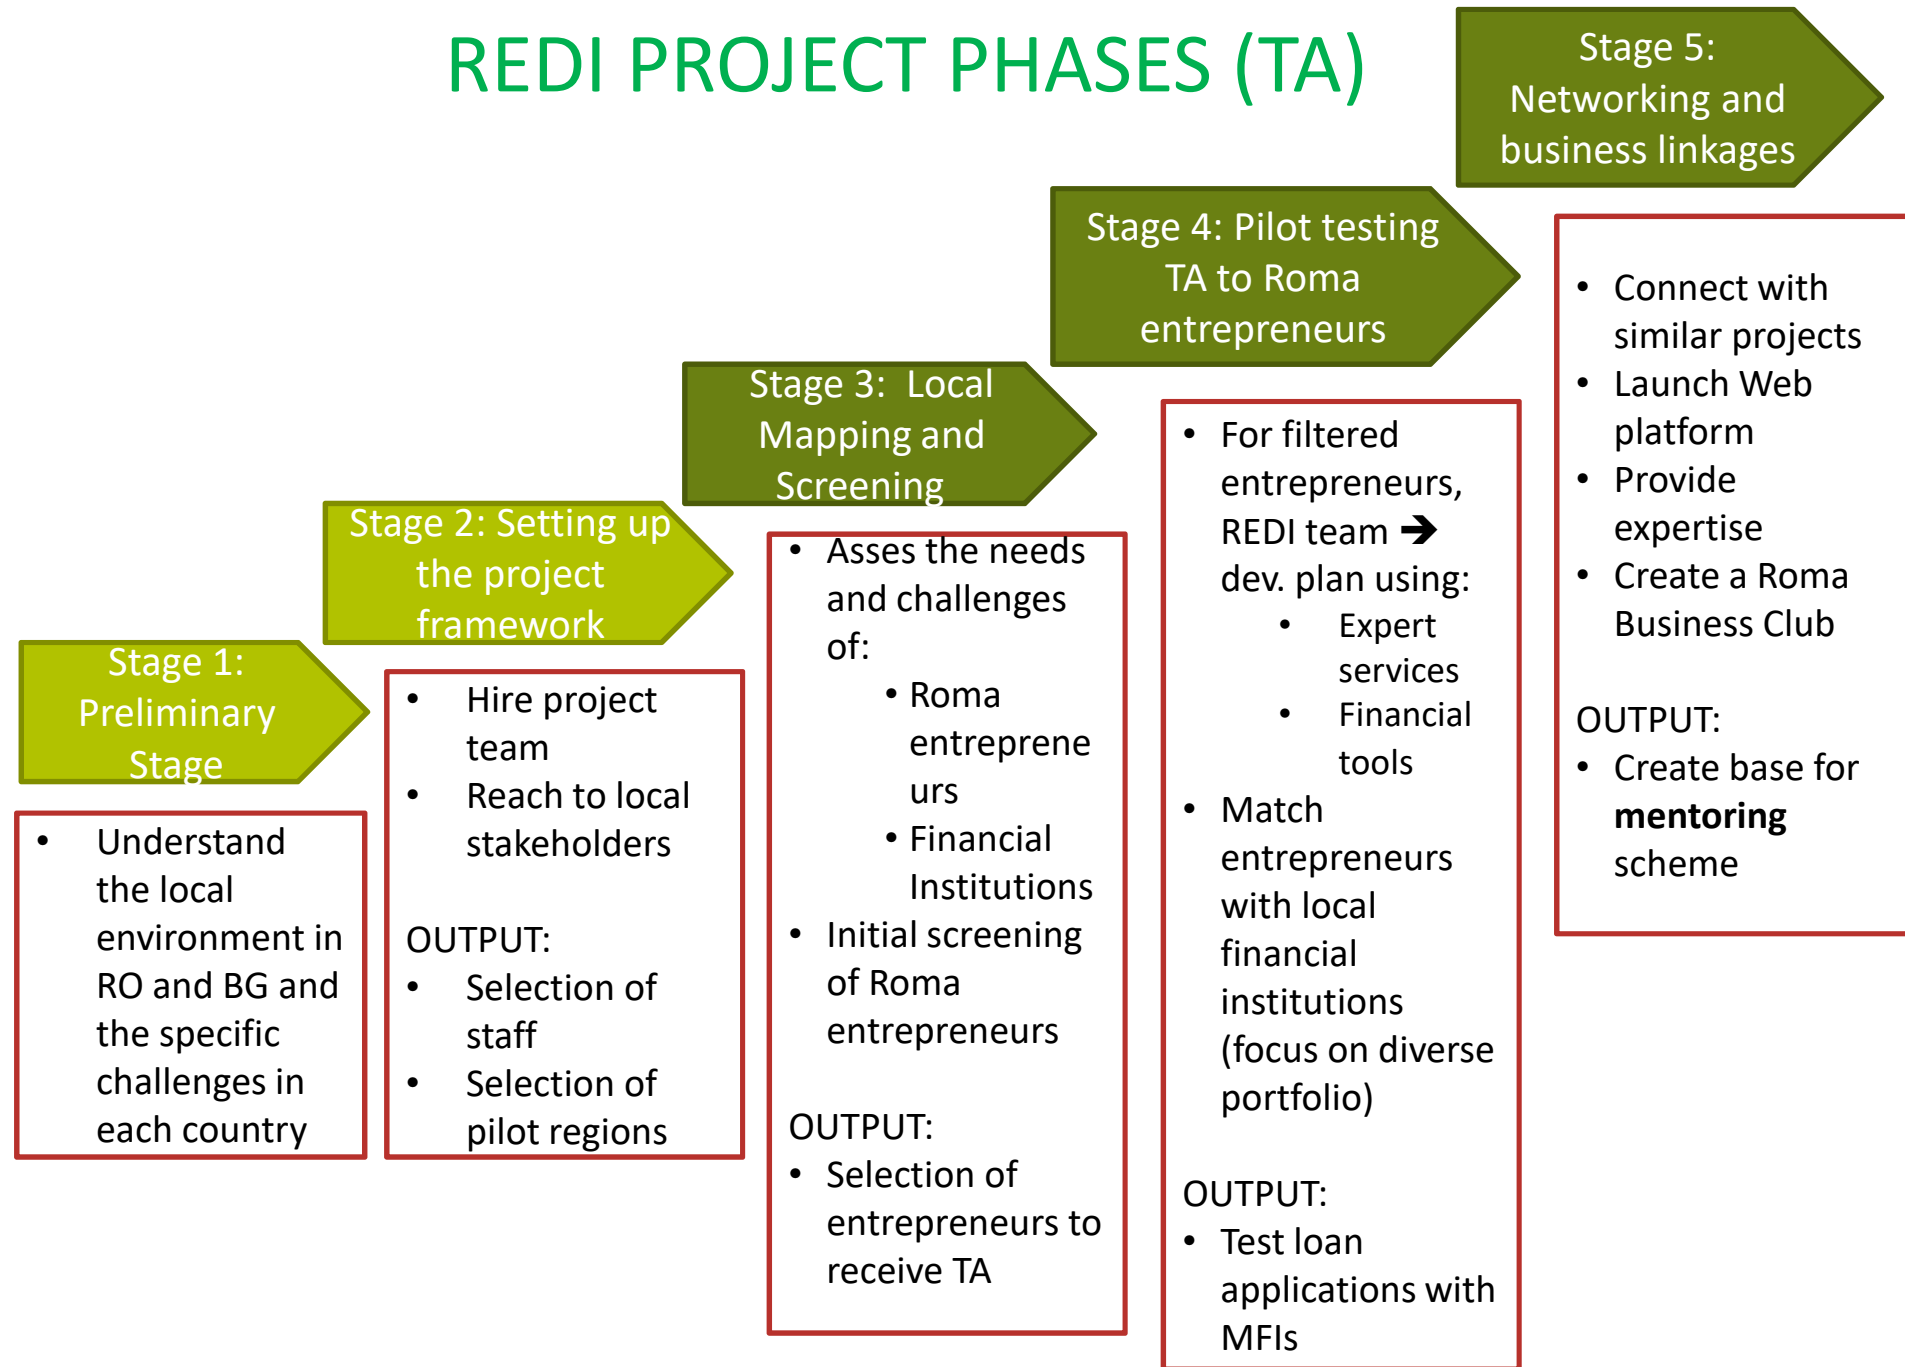 REDI PROJECT PHASES (TA)
Stage 1:
Preliminary
Stage
• Understand
the local
environment in
RO and BG and
the specific
challenges in
each country
Stage 2: Setting up
the project
framework
• Hire project
team
• Reach to local
stakeholders
OUTPUT:
• Selection of
staff
• Selection of
pilot regions
Stage 3: Local
Mapping and
Screening
• Asses the needs
and challenges
of:
• Roma
entreprene
urs
• Financial
Institutions
• Initial screening
of Roma
entrepreneurs
OUTPUT:
• Selection of
entrepreneurs to
receive TA
Stage 4: Pilot testing
TA to Roma
entrepreneurs
• For filtered
entrepreneurs,
REDI team ➔
dev. plan using:
• Expert
services
• Financial
tools
• Match
entrepreneurs
with local
financial
institutions
(focus on diverse
portfolio)
OUTPUT:
• Test loan
applications with
MFIs
Stage 5:
Networking and
business linkages
• Connect with
similar projects
• Launch Web
platform
• Provide
expertise
• Create a Roma
Business Club
OUTPUT:
• Create base for
mentoring
scheme